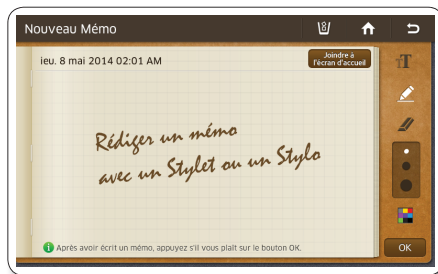 Nouveau Mémo
ieu. 8 mai 2014 02:01 AM
Joindre à
l'écran d'accueil
T
Rédiger un mémo
avec un Stylet ou un Stylo
Après avoir écrit un mémo, appuyez s'il vous plaît sur le bouton OK.
OK